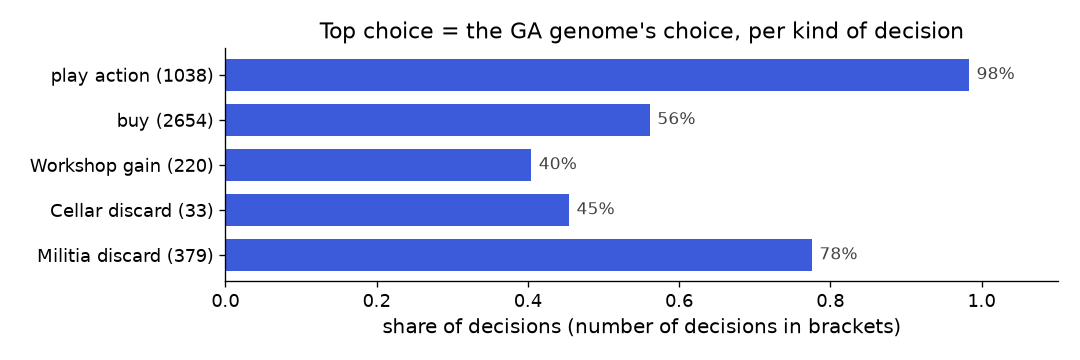 Top choice = the GA genome's choice, per kind of decision
play action (1038)
98%
buy (2654)
56%
Workshop gain (220)
40%
Cellar discard (33)
45%
Militia discard (379)
78%
0.0 0.2 0.4 0.6 0.8 1.0
share of decisions (number of decisions in brackets)